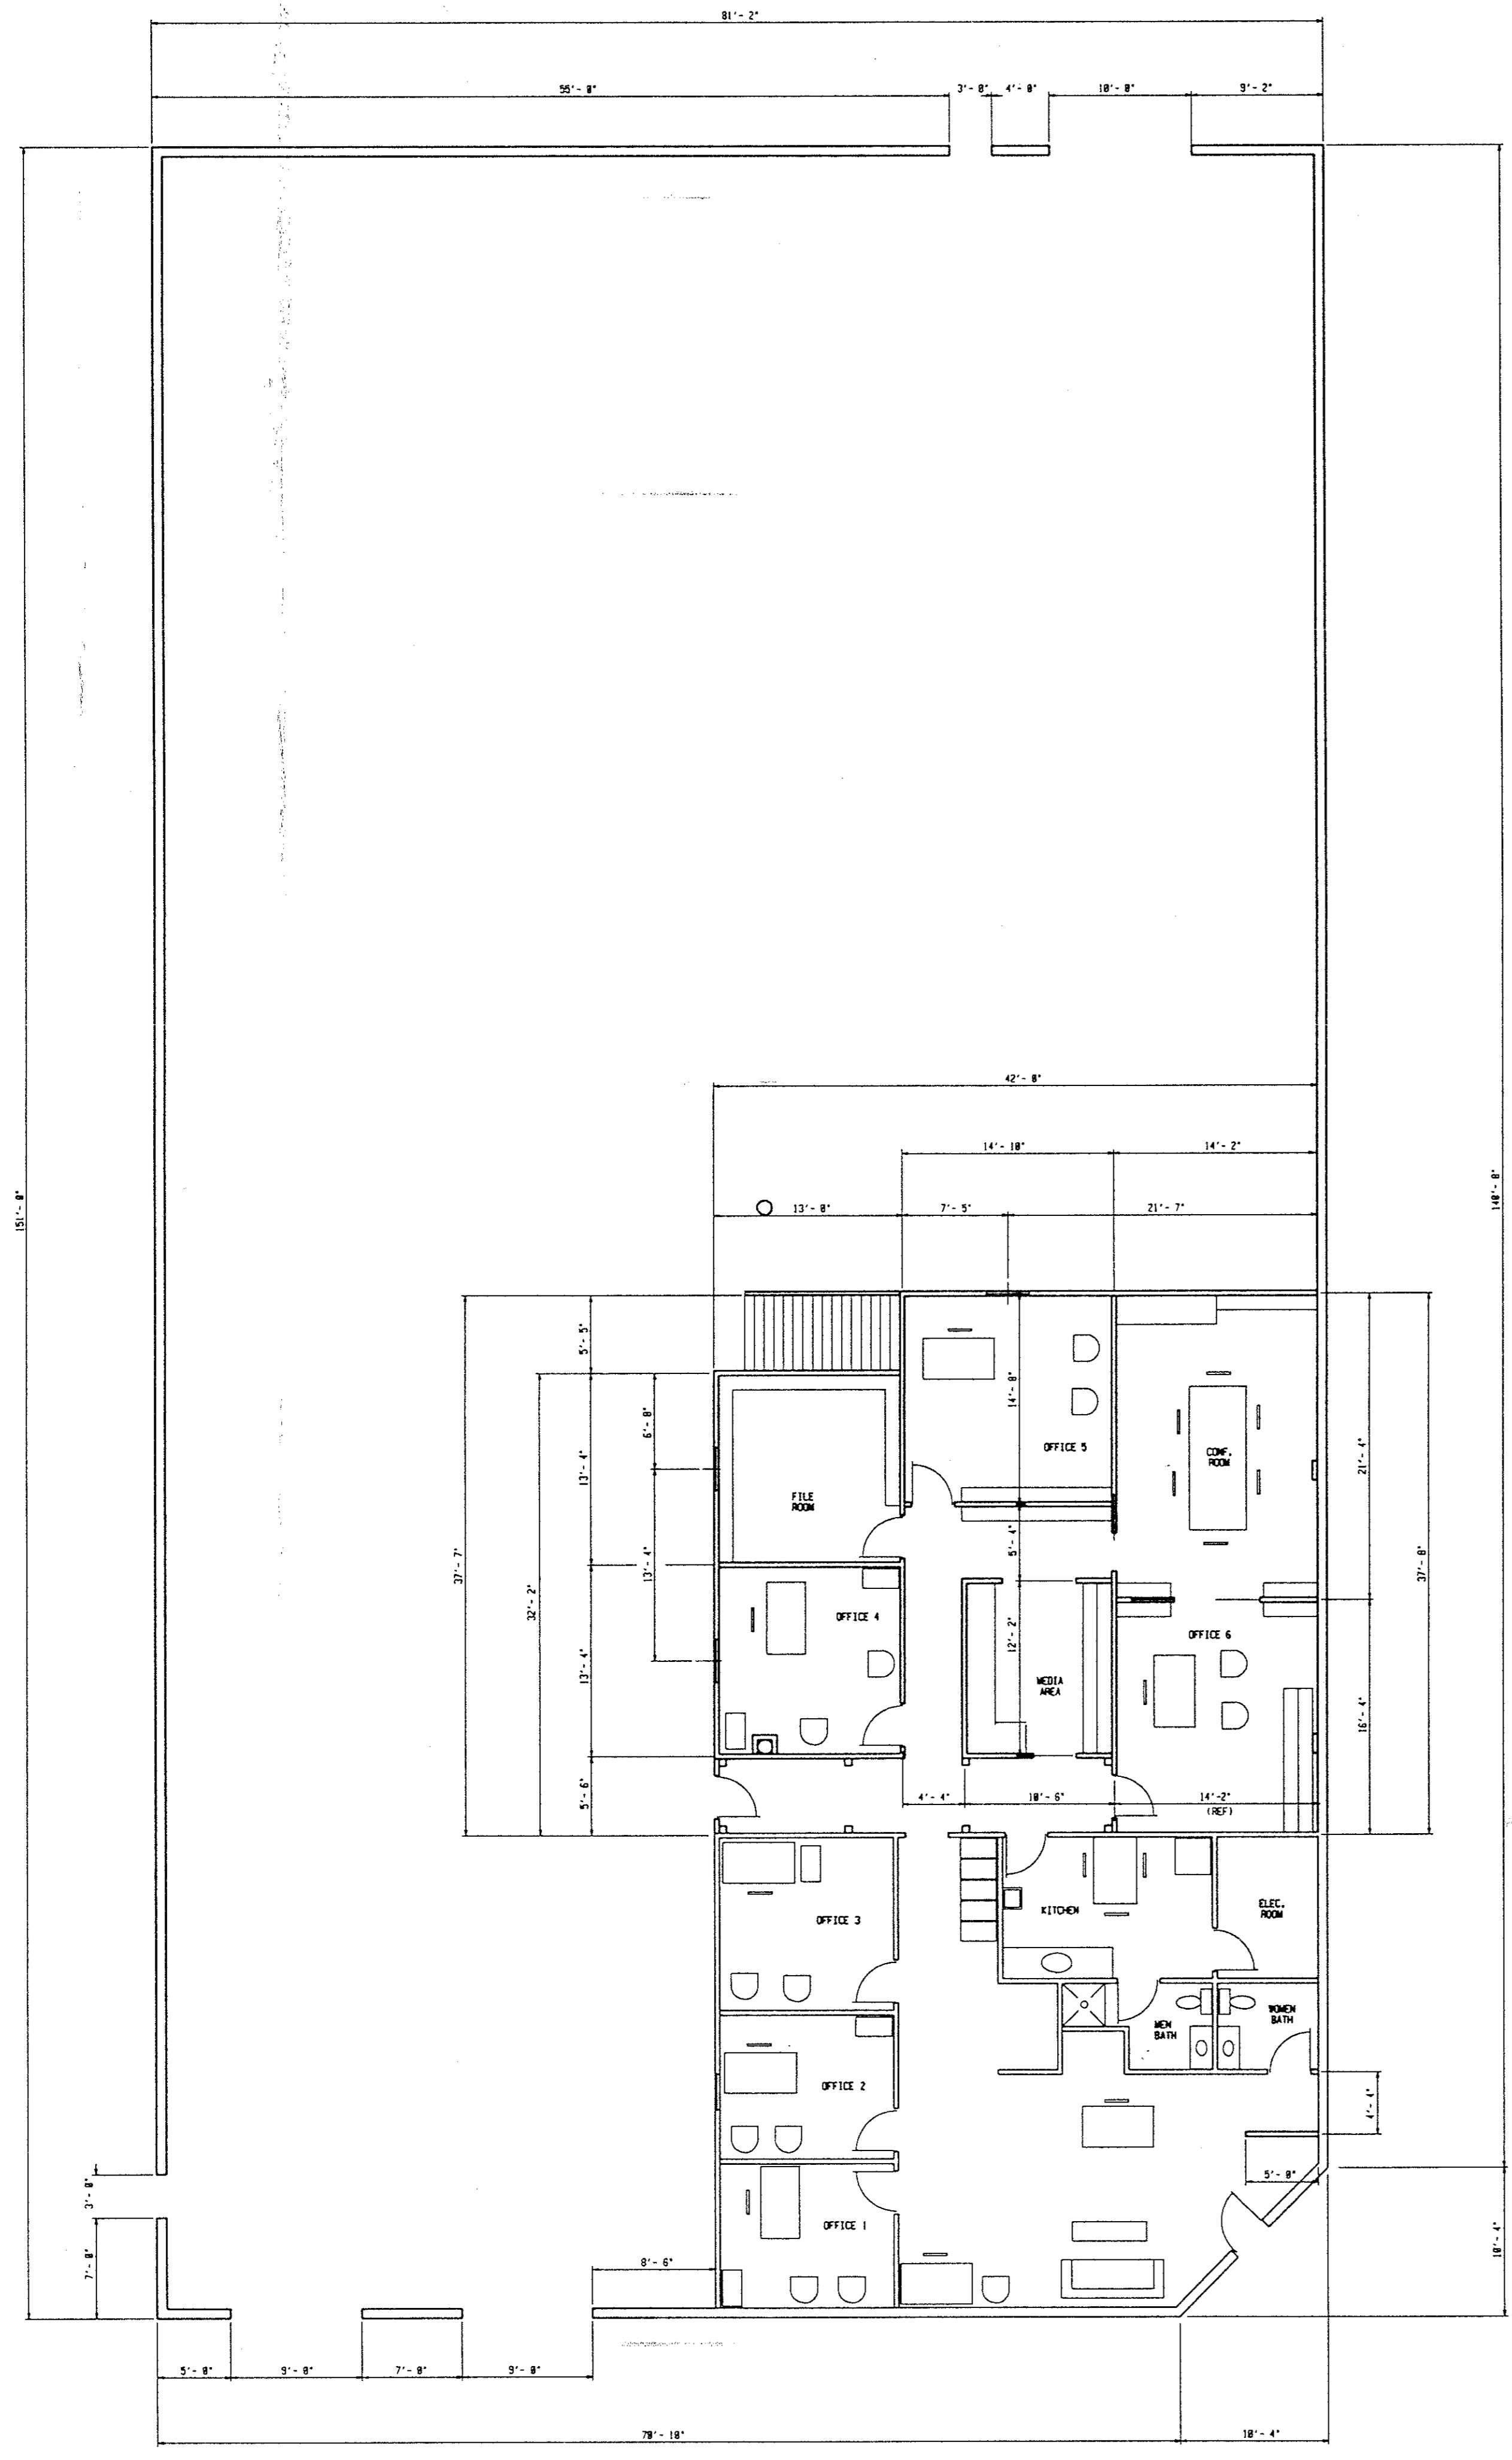 81'- 2"
55'- 0"
3'- 0"
4'- 0"
10'- 0"
9'- 2"
42'- 0"
14'- 10"
14'- 2"
151'- 0"
140'- 8"
13'- 0"
7'- 5"
21'- 7"
5'- 5"
14'- 8"
6'- 8"
OFFICE 5
CONF.
ROOM
13'- 4"
21'- 4"
FILE
ROOM
5'- 4"
37'- 7"
32'- 2"
13'- 4"
37'- 8"
OFFICE 4
12'- 2"
OFFICE 6
13'- 4"
MEDIA
AREA
16'- 4"
5'- 6"
4'- 4"
10'- 6"
14'-2"
(REF)
OFFICE 3
KITCHEN
ELEC.
ROOM
MEN
BATH
WOMEN
BATH
OFFICE 2
4'- 4"
5'- 0"
3'- 0"
OFFICE 1
10'- 4"
7'- 0"
8'- 6"
5'- 0"
9'- 0"
7'- 0"
9'- 0"
70'- 10"
10'- 4"